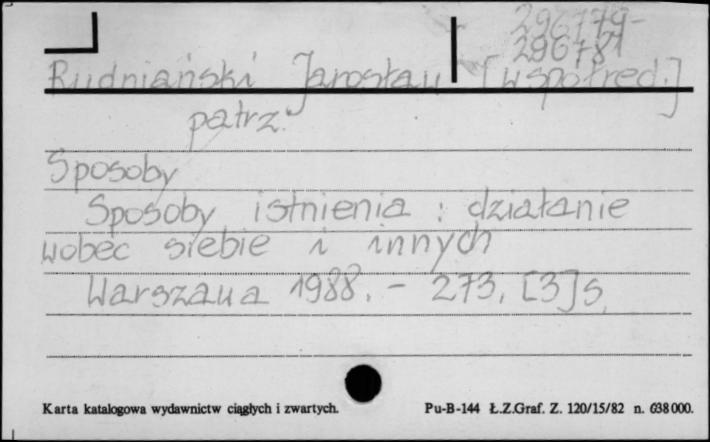 296779-
296781
Rudniański Jarosław [współred.]
patrz:
Sposoby
Sposoby istnienia : działanie
wobec siebie i innych
Warszawa 1988. - 273, [3] s.
Karta katalogowa wydawnictw ciągłych i zwartych.
Pu-B-144 Ł.Z.Graf. Z. 120/15/82 n. 638000.